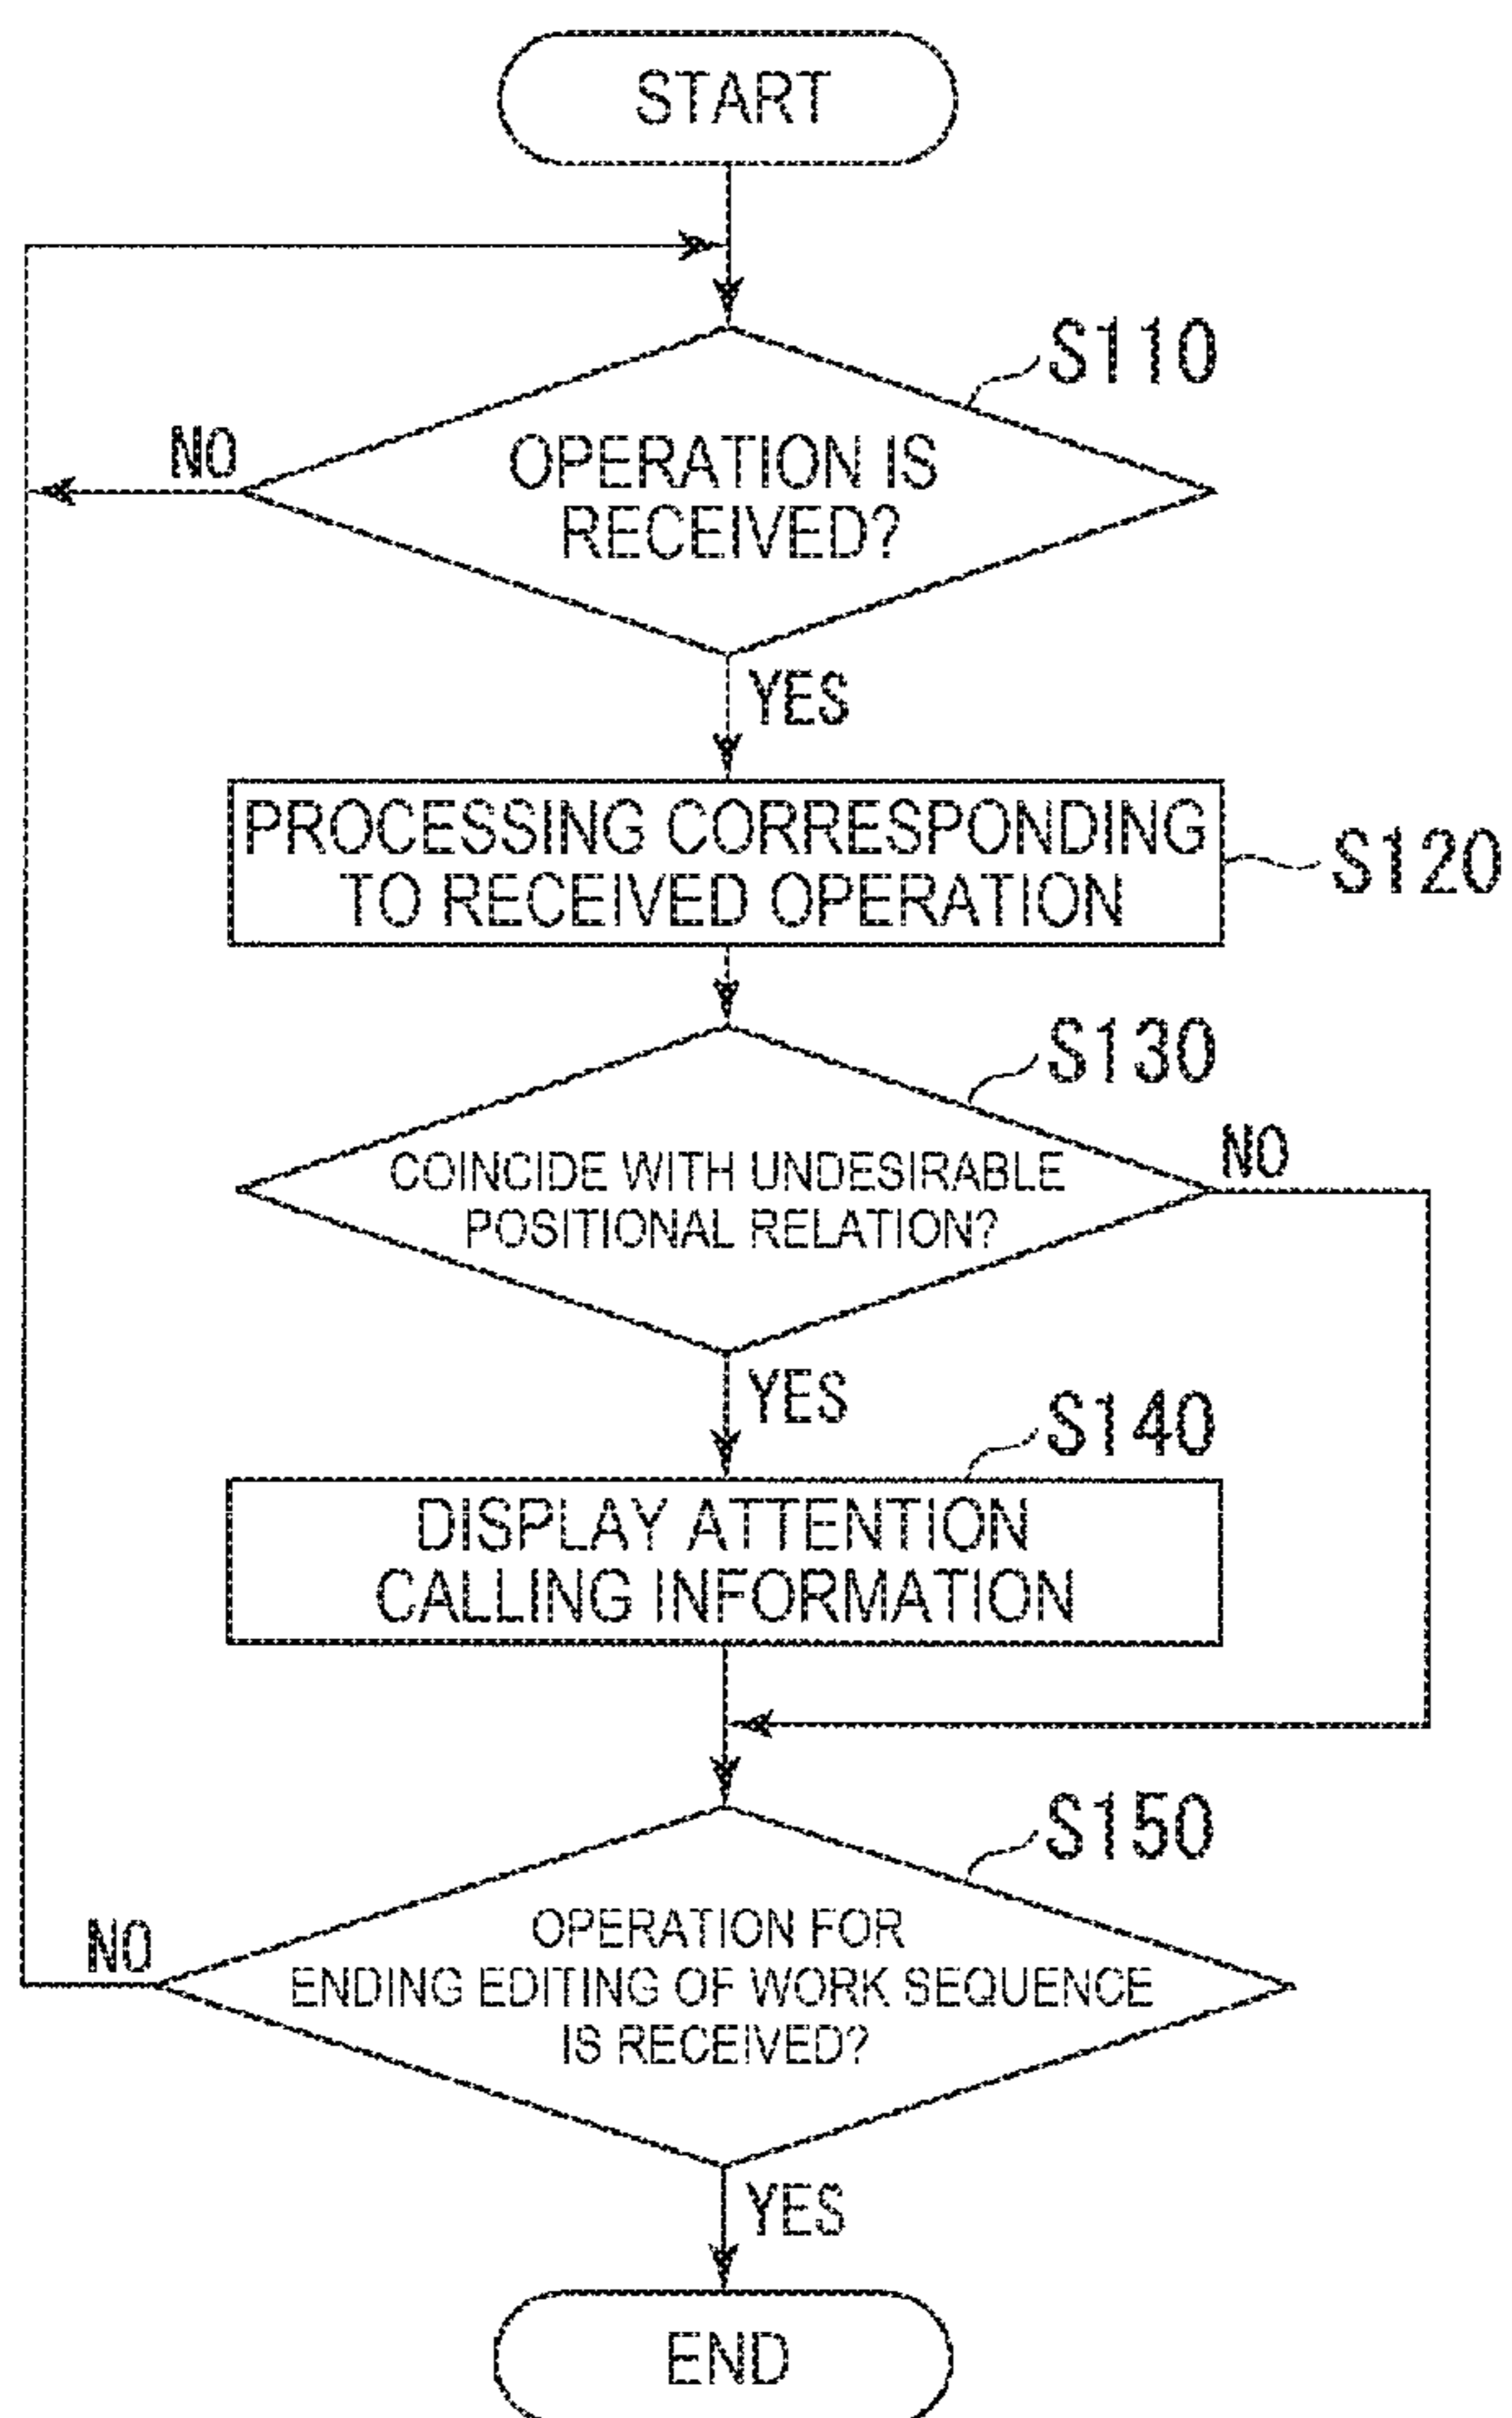 START
S110
NO
OPERATION IS
RECEIVED?
YES
PROCESSING CORRESPONDING
TO RECEIVED OPERATION
S120
S130
NO
COINCIDE WITH UNDESIRABLE
POSITIONAL RELATION?
YES
S140
DISPLAY ATTENTION
CALLING INFORMATION
S150
NO
OPERATION FOR
ENDING EDITING OF WORK SEQUENCE
IS RECEIVED?
YES
END